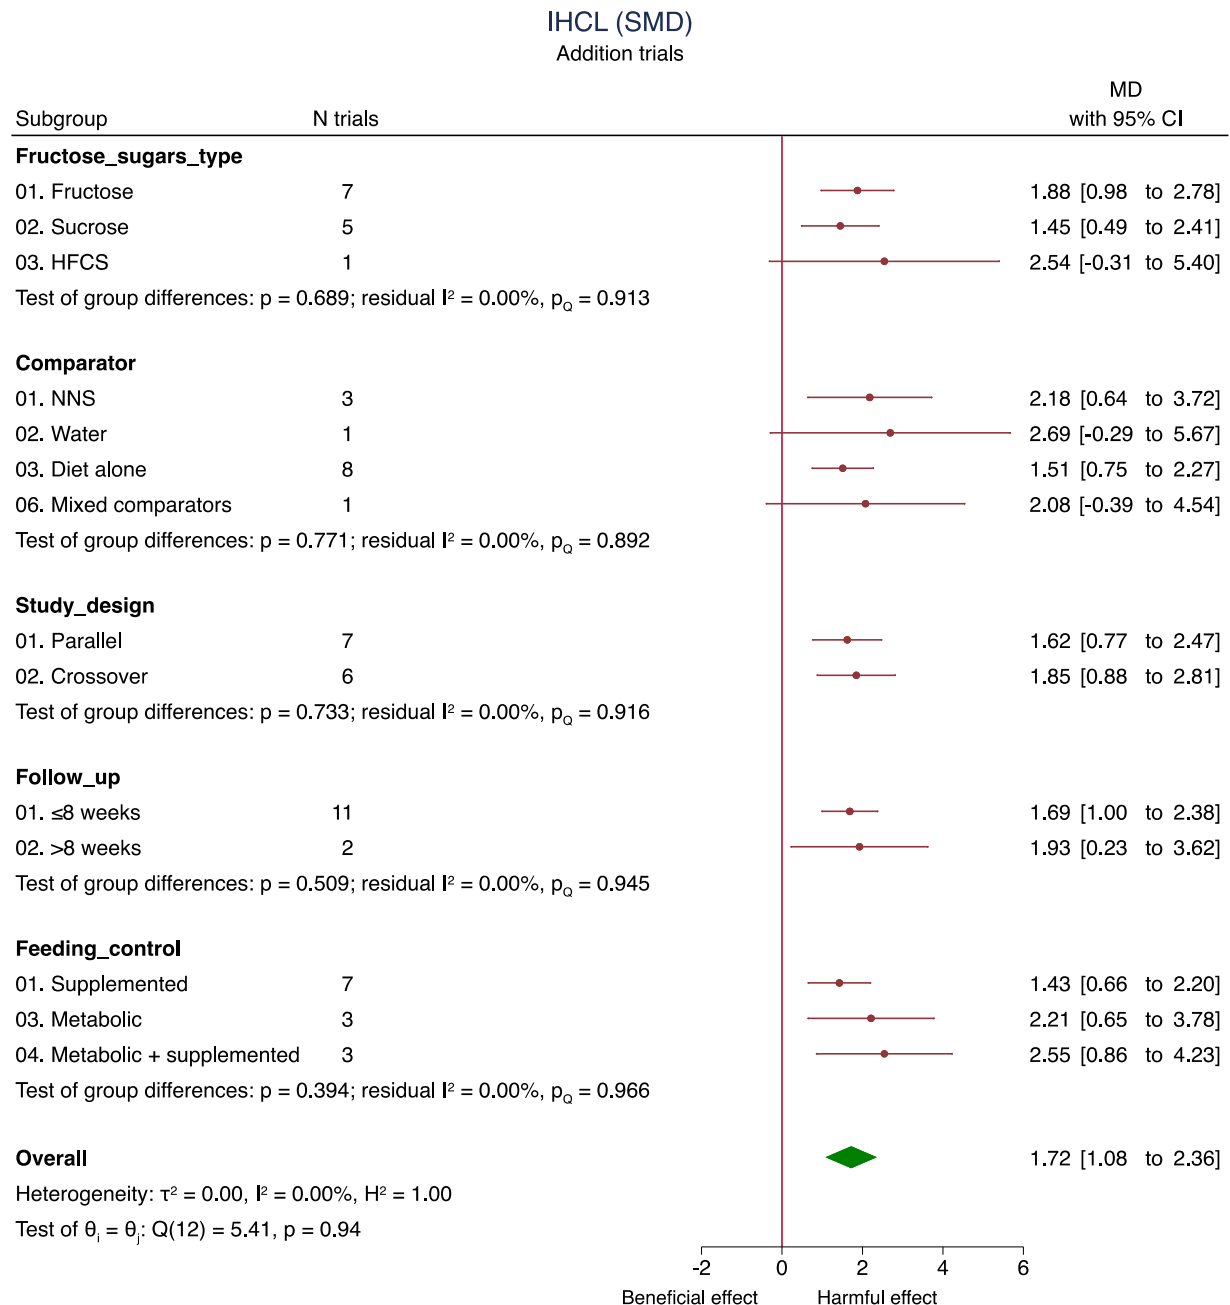 IHCL (SMD)
Addition trials
MD
Subgroup N trials with 95% CI
Fructose_sugars_type
01. Fructose 7 1.88 [0.98 to 2.78]
02. Sucrose 5 1.45 [0.49 to 2.41]
03. HFCS 1 2.54 [-0.31 to 5.40]
Test of group differences: p = 0.689; residual I² = 0.00%, p_Q = 0.913
Comparator
01. NNS 3 2.18 [0.64 to 3.72]
02. Water 1 2.69 [-0.29 to 5.67]
03. Diet alone 8 1.51 [0.75 to 2.27]
06. Mixed comparators 1 2.08 [-0.39 to 4.54]
Test of group differences: p = 0.771; residual I² = 0.00%, p_Q = 0.892
Study_design
01. Parallel 7 1.62 [0.77 to 2.47]
02. Crossover 6 1.85 [0.88 to 2.81]
Test of group differences: p = 0.733; residual I² = 0.00%, p_Q = 0.916
Follow_up
01. ≤8 weeks 11 1.69 [1.00 to 2.38]
02. >8 weeks 2 1.93 [0.23 to 3.62]
Test of group differences: p = 0.509; residual I² = 0.00%, p_Q = 0.945
Feeding_control
01. Supplemented 7 1.43 [0.66 to 2.20]
03. Metabolic 3 2.21 [0.65 to 3.78]
04. Metabolic + supplemented 3 2.55 [0.86 to 4.23]
Test of group differences: p = 0.394; residual I² = 0.00%, p_Q = 0.966
Overall 1.72 [1.08 to 2.36]
Heterogeneity: τ² = 0.00, I² = 0.00%, H² = 1.00
Test of θᵢ = θⱼ: Q(12) = 5.41, p = 0.94
-2 0 2 4 6
Beneficial effect Harmful effect